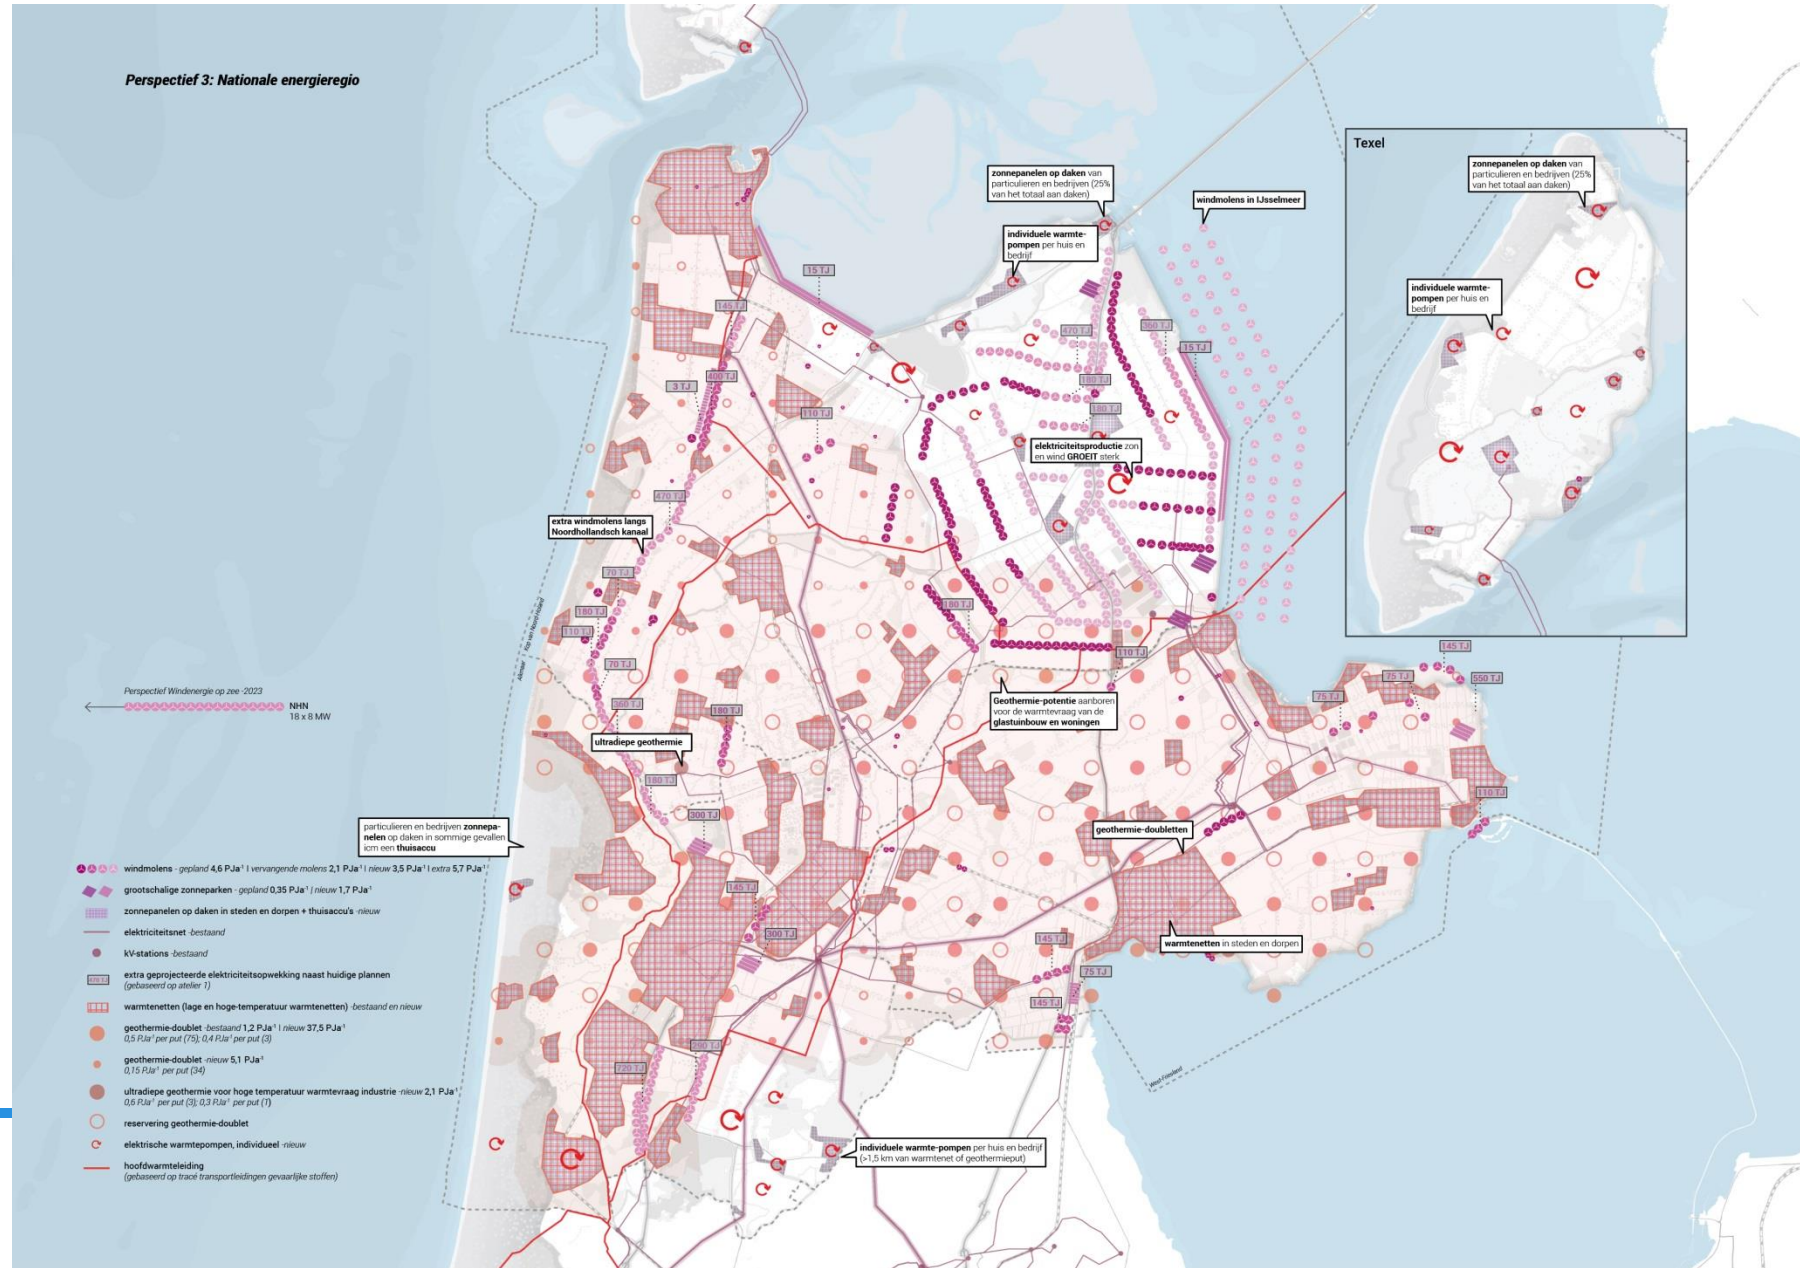 Perspectief 3: Nationale energieregio
Texel
zonnepanelen op daken van
particulieren en bedrijven (25%
van het totaal aan daken)
individuele warmte-
pompen per huis en
bedrijf
zonnepanelen op daken van
particulieren en bedrijven (25%
van het totaal aan daken)
windmolens in IJsselmeer
individuele warmte-
pompen per huis en
bedrijf
15 TJ
145 TJ
470 TJ
360 TJ
15 TJ
3 TJ
400 TJ
180 TJ
110 TJ
180 TJ
elektriciteitsproductie zon
en wind GROEIT sterk
470 TJ
extra windmolens langs
Noordhollandsch kanaal
70 TJ
180 TJ
180 TJ
110 TJ
Alkmaar
Kop van Noord-Holland
70 TJ
110 TJ
145 TJ
75 TJ
550 TJ
75 TJ
360 TJ
180 TJ
Geothermie-potentie aanboren
voor de warmtevraag van de
glastuinbouw en woningen
Perspectief Windenergie op zee -2023
NHN
18 x 8 MW
ultradiepe geothermie
180 TJ
110 TJ
300 TJ
particulieren en bedrijven zonnepa-
nelen op daken in sommige gevallen
icm een thuisaccu
geothermie-doubletten
145 TJ
300 TJ
145 TJ
warmtenetten in steden en dorpen
75 TJ
145 TJ
290 TJ
720 TJ
West-Friesland
individuele warmte-pompen per huis en bedrijf
(>1,5 km van warmtenet of geothermieput)
windmolens - gepland 4,6 PJa-1 I vervangende molens 2,1 PJa-1 I nieuw 3,5 PJa-1 I extra 5,7 PJa-1
grootschalige zonneparken - gepland 0,35 PJa-1 | nieuw 1,7 PJa-1
zonnepanelen op daken in steden en dorpen + thuisaccu's -nieuw
elektriciteitsnet -bestaand
kV-stations -bestaand
470 TJ
extra geprojecteerde elektriciteitsopwekking naast huidige plannen
(gebaseerd op atelier 1)
warmtenetten (lage en hoge-temperatuur warmtenetten) -bestaand en nieuw
geothermie-doublet -bestaand 1,2 PJa-1 I nieuw 37,5 PJa-1
0,5 PJa-1 per put (75); 0,4 PJa-1 per put (3)
geothermie-doublet -nieuw 5,1 PJa-1
0,15 PJa-1 per put (34)
ultradiepe geothermie voor hoge temperatuur warmtevraag industrie -nieuw 2,1 PJa-1
0,6 PJa-1 per put (3); 0,3 PJa-1 per put (1)
reservering geothermie-doublet
elektrische warmtepompen, individueel -nieuw
hoofdwarmteleiding
(gebaseerd op tracé transportleidingen gevaarlijke stoffen)